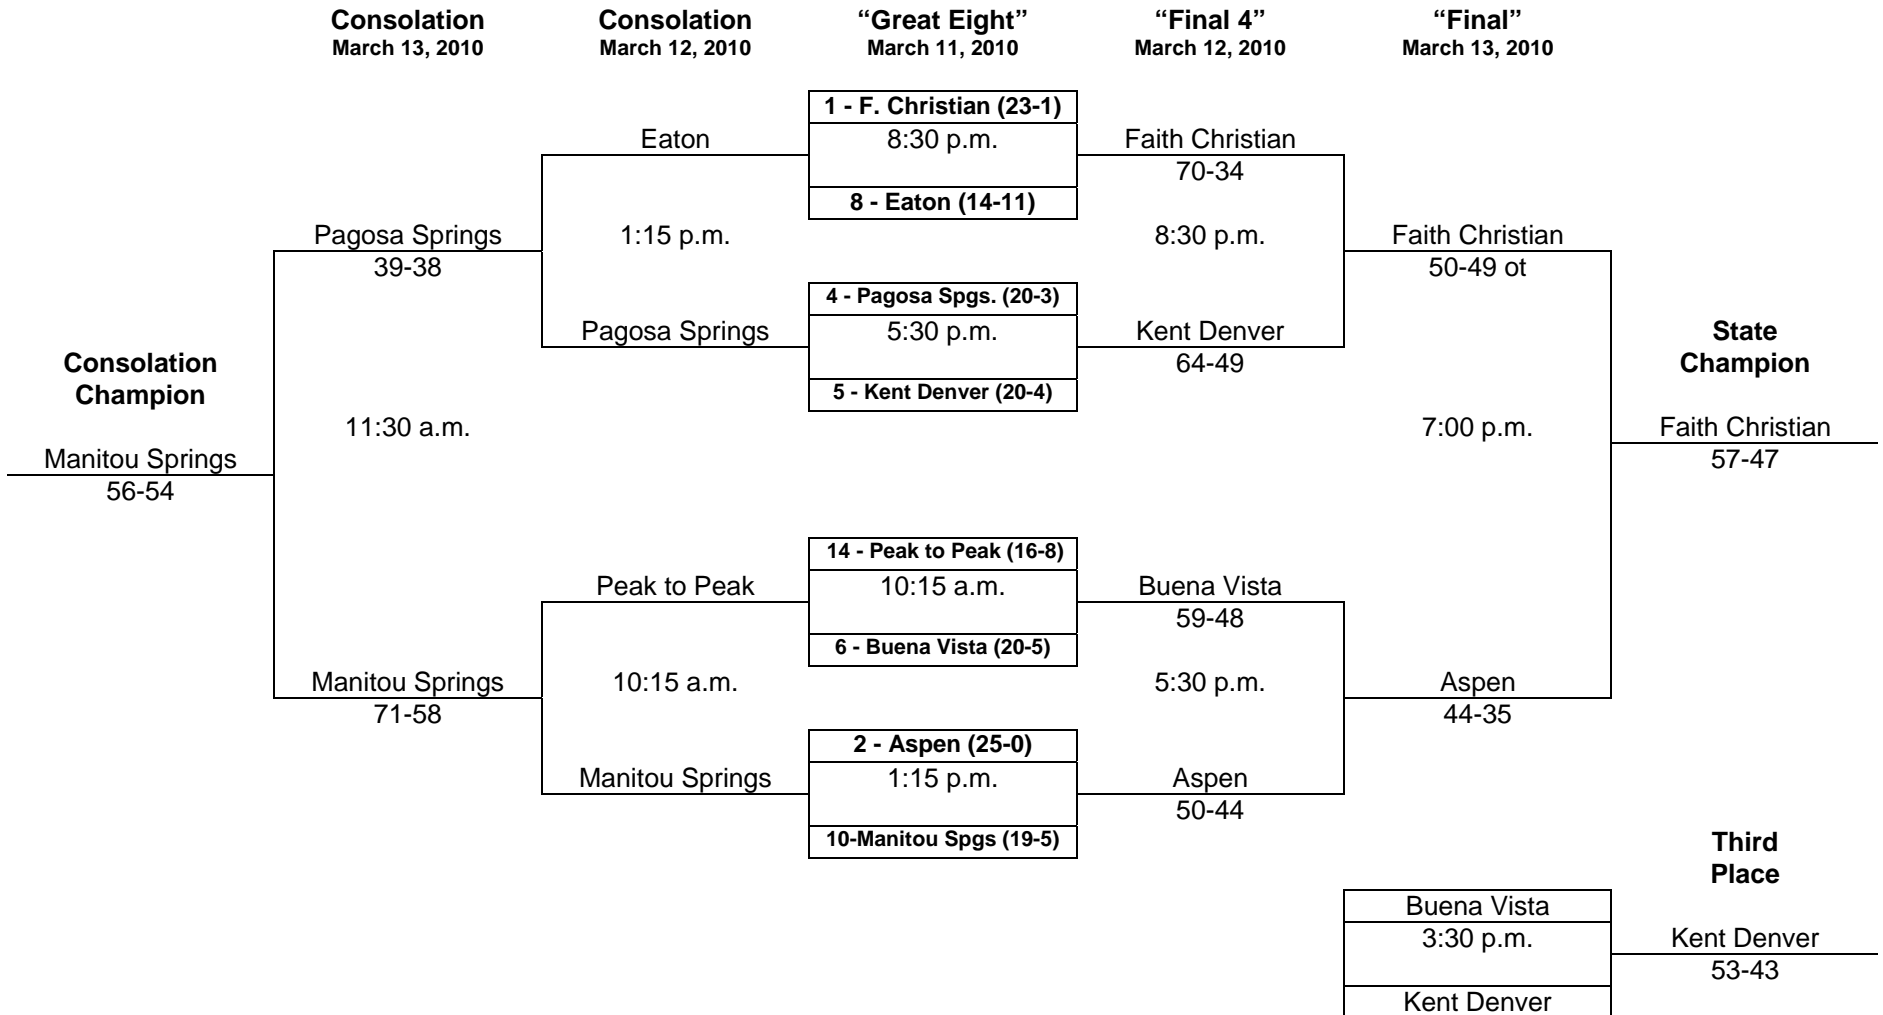 Consolation
March 13, 2010
Consolation
March 12, 2010
“Great Eight”
March 11, 2010
“Final 4”
March 12, 2010
“Final”
March 13, 2010
1 - F. Christian (23-1)
8:30 p.m.
8 - Eaton (14-11)
Eaton
1:15 p.m.
Pagosa Springs
Faith Christian
70-34
8:30 p.m.
Kent Denver
64-49
4 - Pagosa Spgs. (20-3)
5:30 p.m.
5 - Kent Denver (20-4)
Pagosa Springs
39-38
11:30 a.m.
Faith Christian
50-49 ot
7:00 p.m.
Consolation
Champion
Manitou Springs
56-54
State
Champion
Faith Christian
57-47
14 - Peak to Peak (16-8)
10:15 a.m.
6 - Buena Vista (20-5)
Peak to Peak
10:15 a.m.
Manitou Springs
Buena Vista
59-48
5:30 p.m.
Aspen
50-44
Manitou Springs
71-58
Aspen
44-35
2 - Aspen (25-0)
1:15 p.m.
10-Manitou Spgs (19-5)
Third
Place
Buena Vista
3:30 p.m.
Kent Denver
Kent Denver
53-43